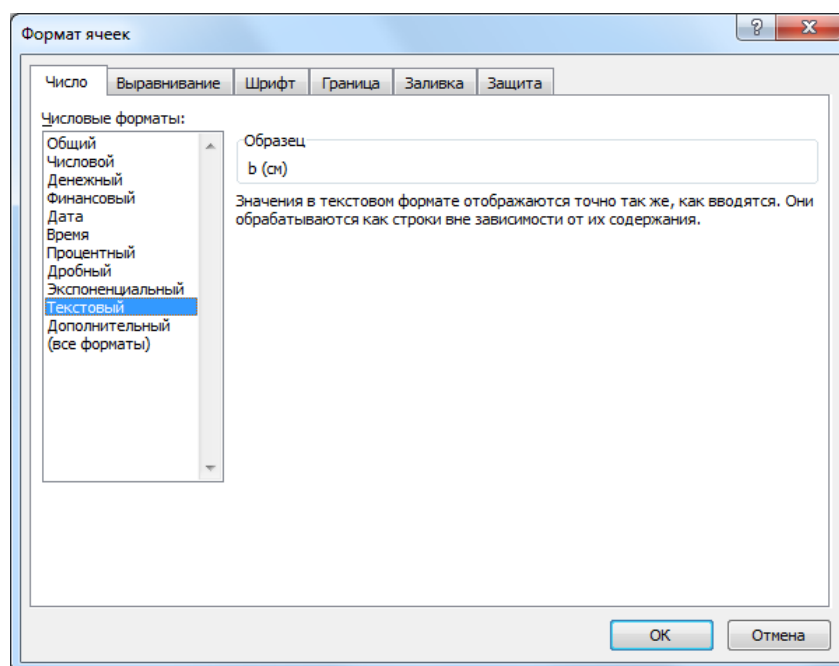 Формат ячеек
Число Выравнивание Шрифт Граница Заливка Защита
Числовые форматы:
Общий
Числовой
Денежный
Финансовый
Дата
Время
Процентный
Дробный
Экспоненциальный
Текстовый
Дополнительный
(все форматы)
Образец
b (см)
Значения в текстовом формате отображаются точно так же, как вводятся. Они
обрабатываются как строки вне зависимости от их содержания.
ОК Отмена